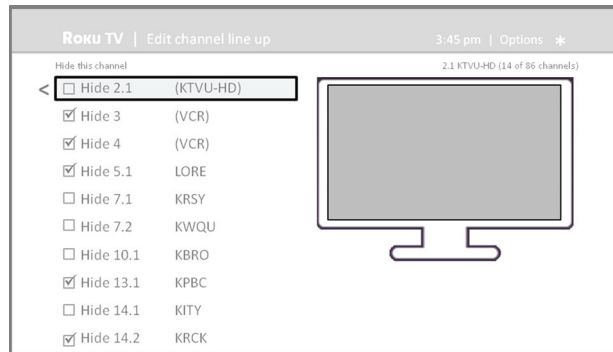 Roku TV | Edit channel line up 3:45 pm | Options ✱
Hide this channel 2.1 KTVU-HD (14 of 86 channels)
< Hide 2.1 (KTVU-HD)
Hide 3 (VCR)
Hide 4 (VCR)
Hide 5.1 LORE
Hide 7.1 KRSY
Hide 7.2 KWQU
Hide 10.1 KBRO
Hide 13.1 KPBC
Hide 14.1 KITY
Hide 14.2 KRCK